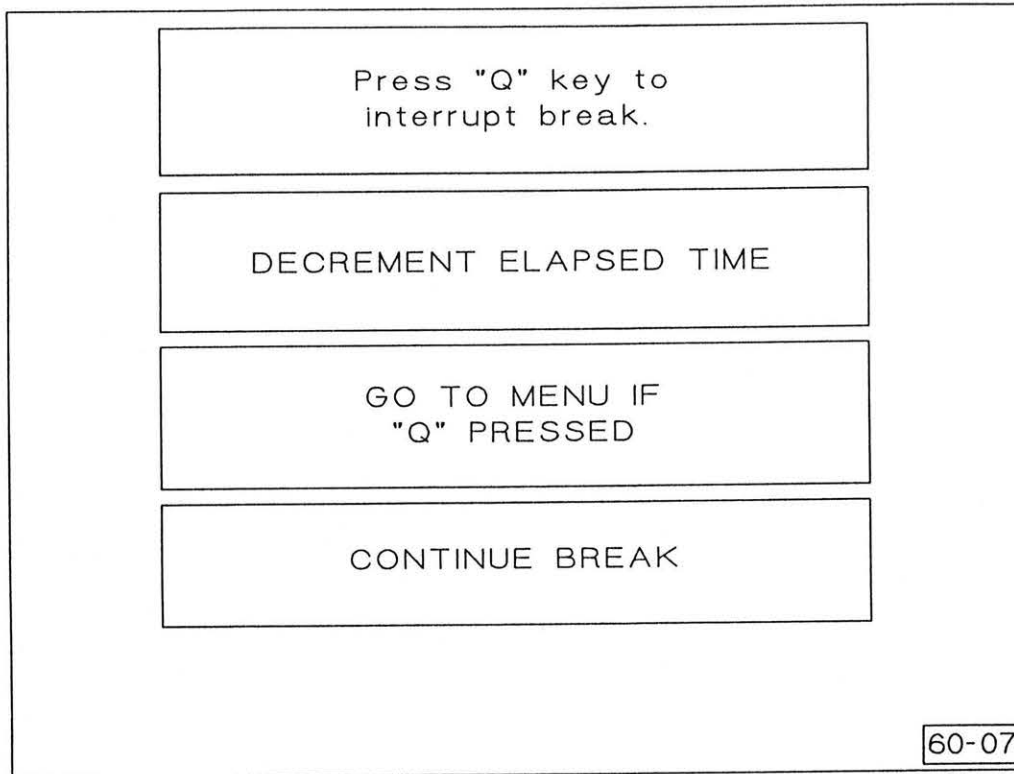 Press "Q" key to
interrupt break.
DECREMENT ELAPSED TIME
GO TO MENU IF
"Q" PRESSED
CONTINUE BREAK
60-07